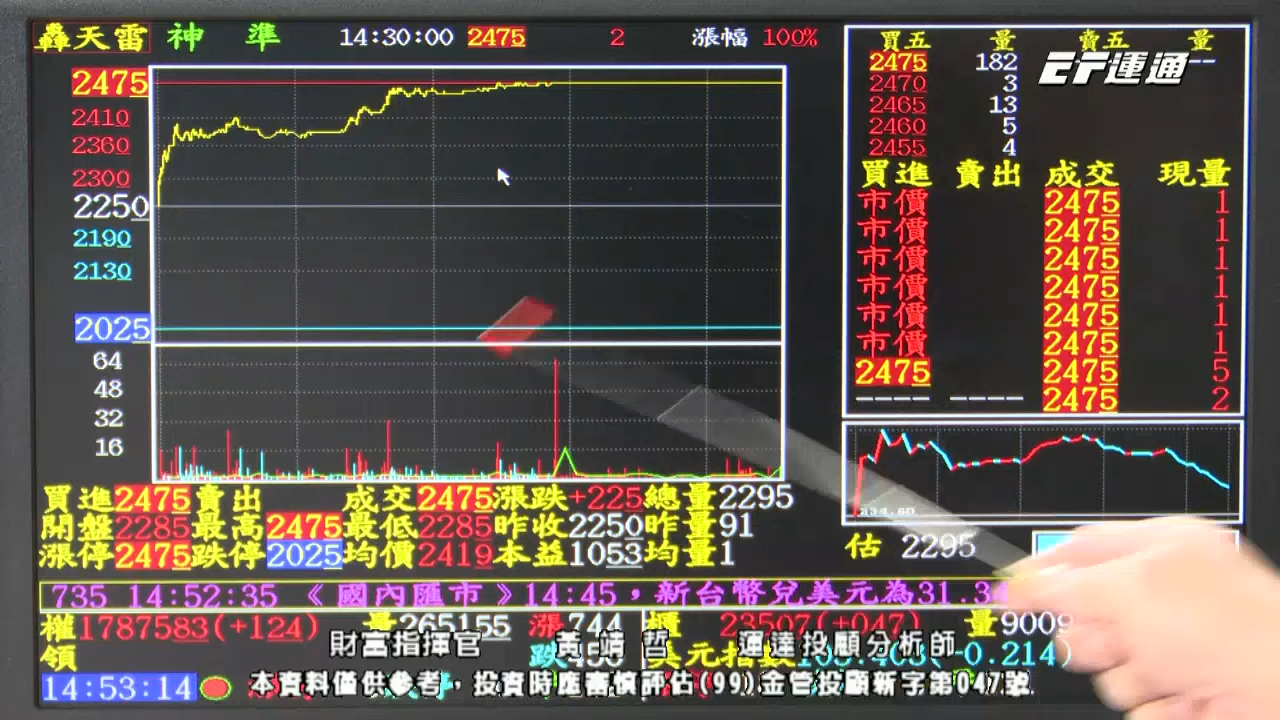 轟天雷 神準 14:30:00 2475 2 漲幅 100%
買五 量 賣五 量
EF運通
2475 182 --
2470 3
2465 13
2460 5
2455 4
買進 賣出 成交 現量
市價 2475 1
市價 2475 1
市價 2475 1
市價 2475 1
市價 2475 1
市價 2475 1
2475 2475 5
---- ---- 2475 2
2475
2410
2360
2300
2250
2190
2130
2025
64
48
32
16
234.60
買進2475賣出 成交2475漲跌+225總量2295
開盤2285最高2475最低2285昨收2250昨量91
漲停2475跌停2025均價2419本益1053均量1
估 2295
735 14:52:35 《國內匯市》14:45,新台幣兌美元為31.34
權1787583(+124) 量265155 漲744 櫃23507(+047) 量9009
領 跌453 美元指數 (-0.214)
財富指揮官 黃靖哲 運達投顧分析師
14:53:14
本資料僅供參考,投資時應審慎評估(99)金管投顧新字第047號